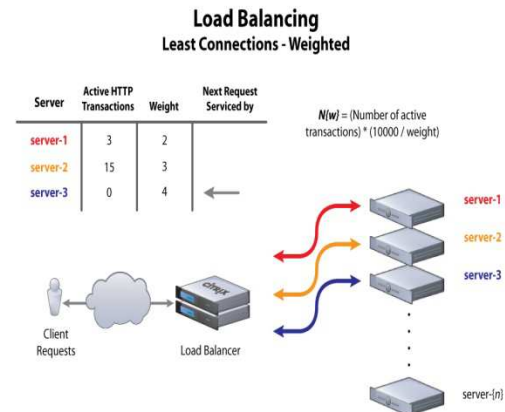 Load Balancing
Least Connections - Weighted
Server Active HTTP Transactions Weight Next Request Serviced by
server-1 3 2
server-2 15 3
server-3 0 4
N{w} = (Number of active
transactions) * (10000 / weight)
server-1
server-2
server-3
server-{n}
CITRIX
Client
Requests
Load Balancer